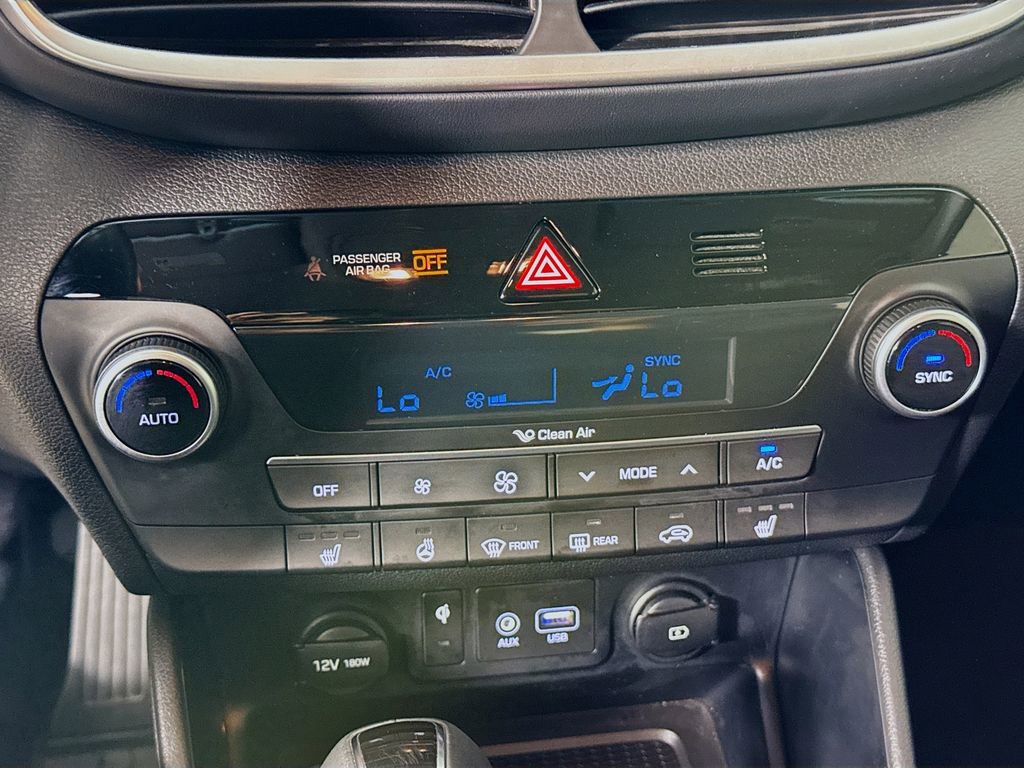 PASSENGER
AIR BAG OFF
A/C
SYNC
Lo
Lo
AUTO
SYNC
Clean Air
OFF
MODE
A/C
FRONT
REAR
12V 180W
AUX
USB